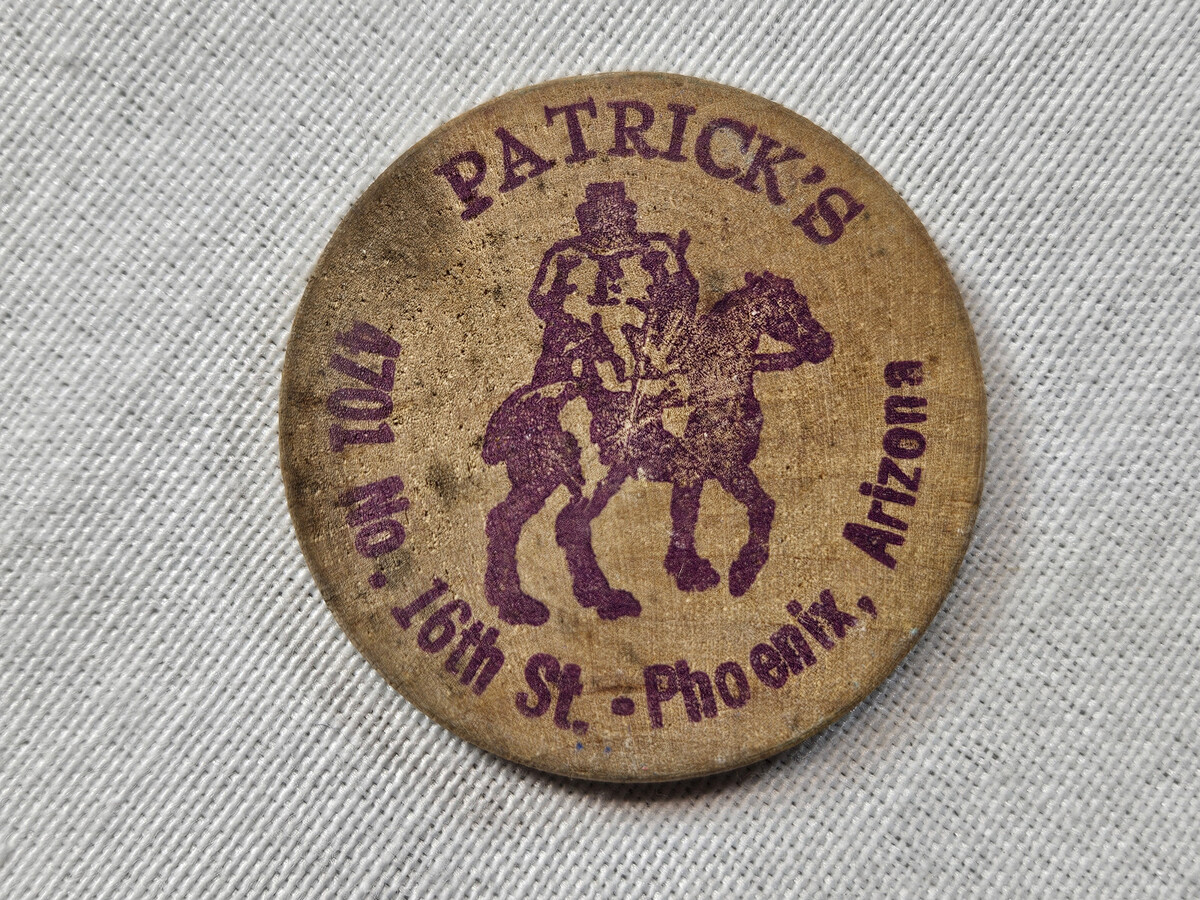 PATRICK'S
4701 No. 16th St. • Phoenix, Arizona